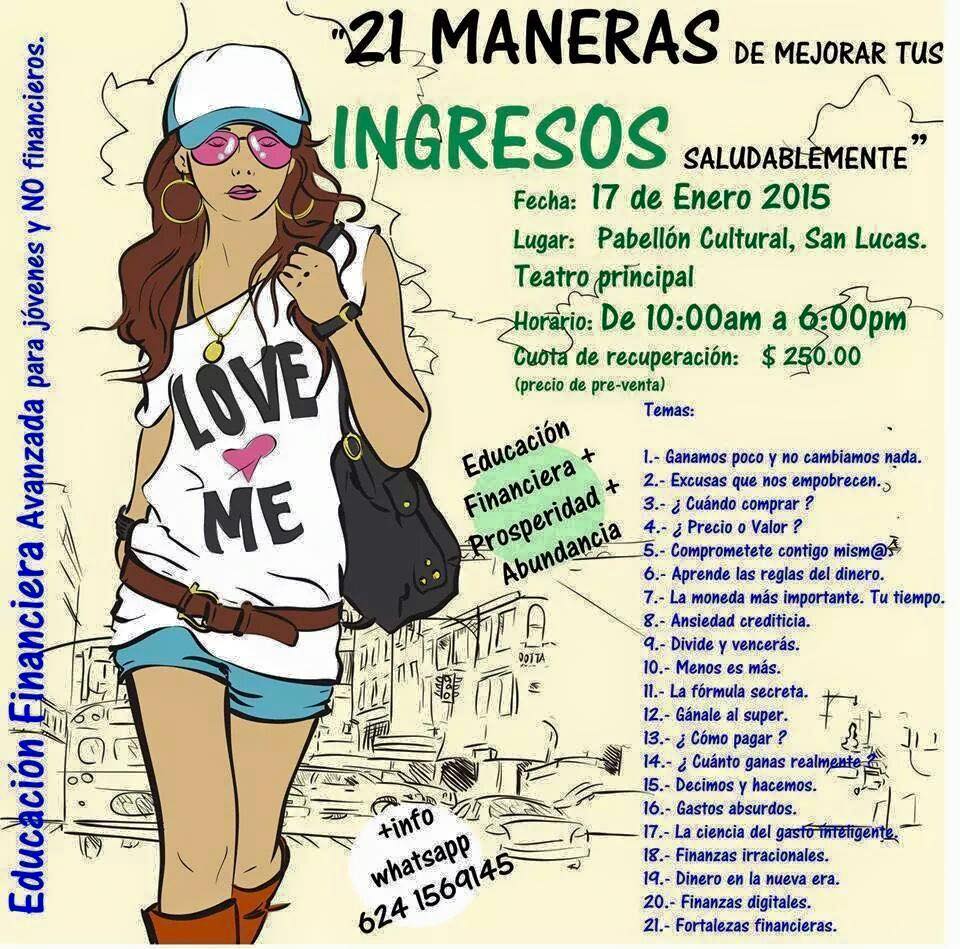 Educación Financiera Avanzada para jóvenes y NO financieros.
"21 MANERAS DE MEJORAR TUS
INGRESOS SALUDABLEMENTE"
Fecha: 17 de Enero 2015
Lugar: Pabellón Cultural, San Lucas.
Teatro principal
Horario: De 10:00am a 6:00pm
Cuota de recuperación: $ 250.00
(precio de pre-venta)
LOVE
ME
Educación
Financiera +
Prosperidad +
Abundancia
Temas:
1.- Ganamos poco y no cambiamos nada.
2.- Excusas que nos empobrecen.
3.- ¿ Cuándo comprar ?
4.- ¿ Precio o Valor ?
5.- Comprometete contigo mism@.
6.- Aprende las reglas del dinero.
7.- La moneda más importante. Tu tiempo.
8.- Ansiedad crediticia.
9.- Divide y vencerás.
10.- Menos es más.
11.- La fórmula secreta.
12.- Gánale al super.
13.- ¿ Cómo pagar ?
14.- ¿ Cuánto ganas realmente ?
15.- Decimos y hacemos.
16.- Gastos absurdos.
17.- La ciencia del gasto inteligente.
18.- Finanzas irracionales.
19.- Dinero en la nueva era.
20.- Finanzas digitales.
21.- Fortalezas financieras.
+info
whatsapp
624 1569145